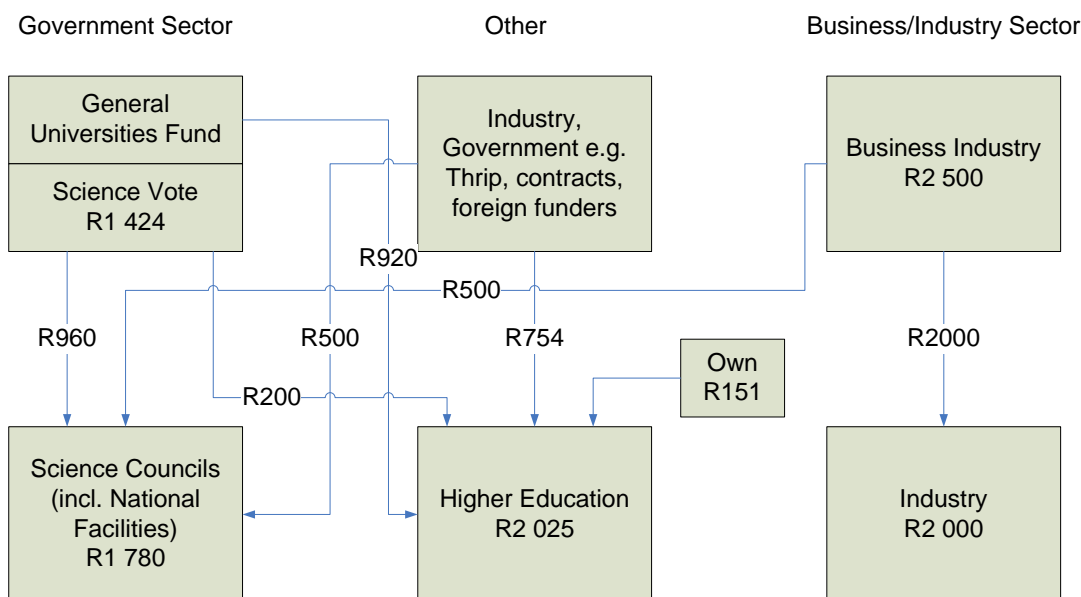 Government Sector
Other
Business/Industry Sector
General
Universities Fund
Science Vote
R1 424
Industry,
Government e.g.
Thrip, contracts,
foreign funders
Business Industry
R2 500
R920
R500
R960
R500
R754
R2000
Own
R151
R200
Science Councils
(incl. National
Facilities)
R1 780
Higher Education
R2 025
Industry
R2 000